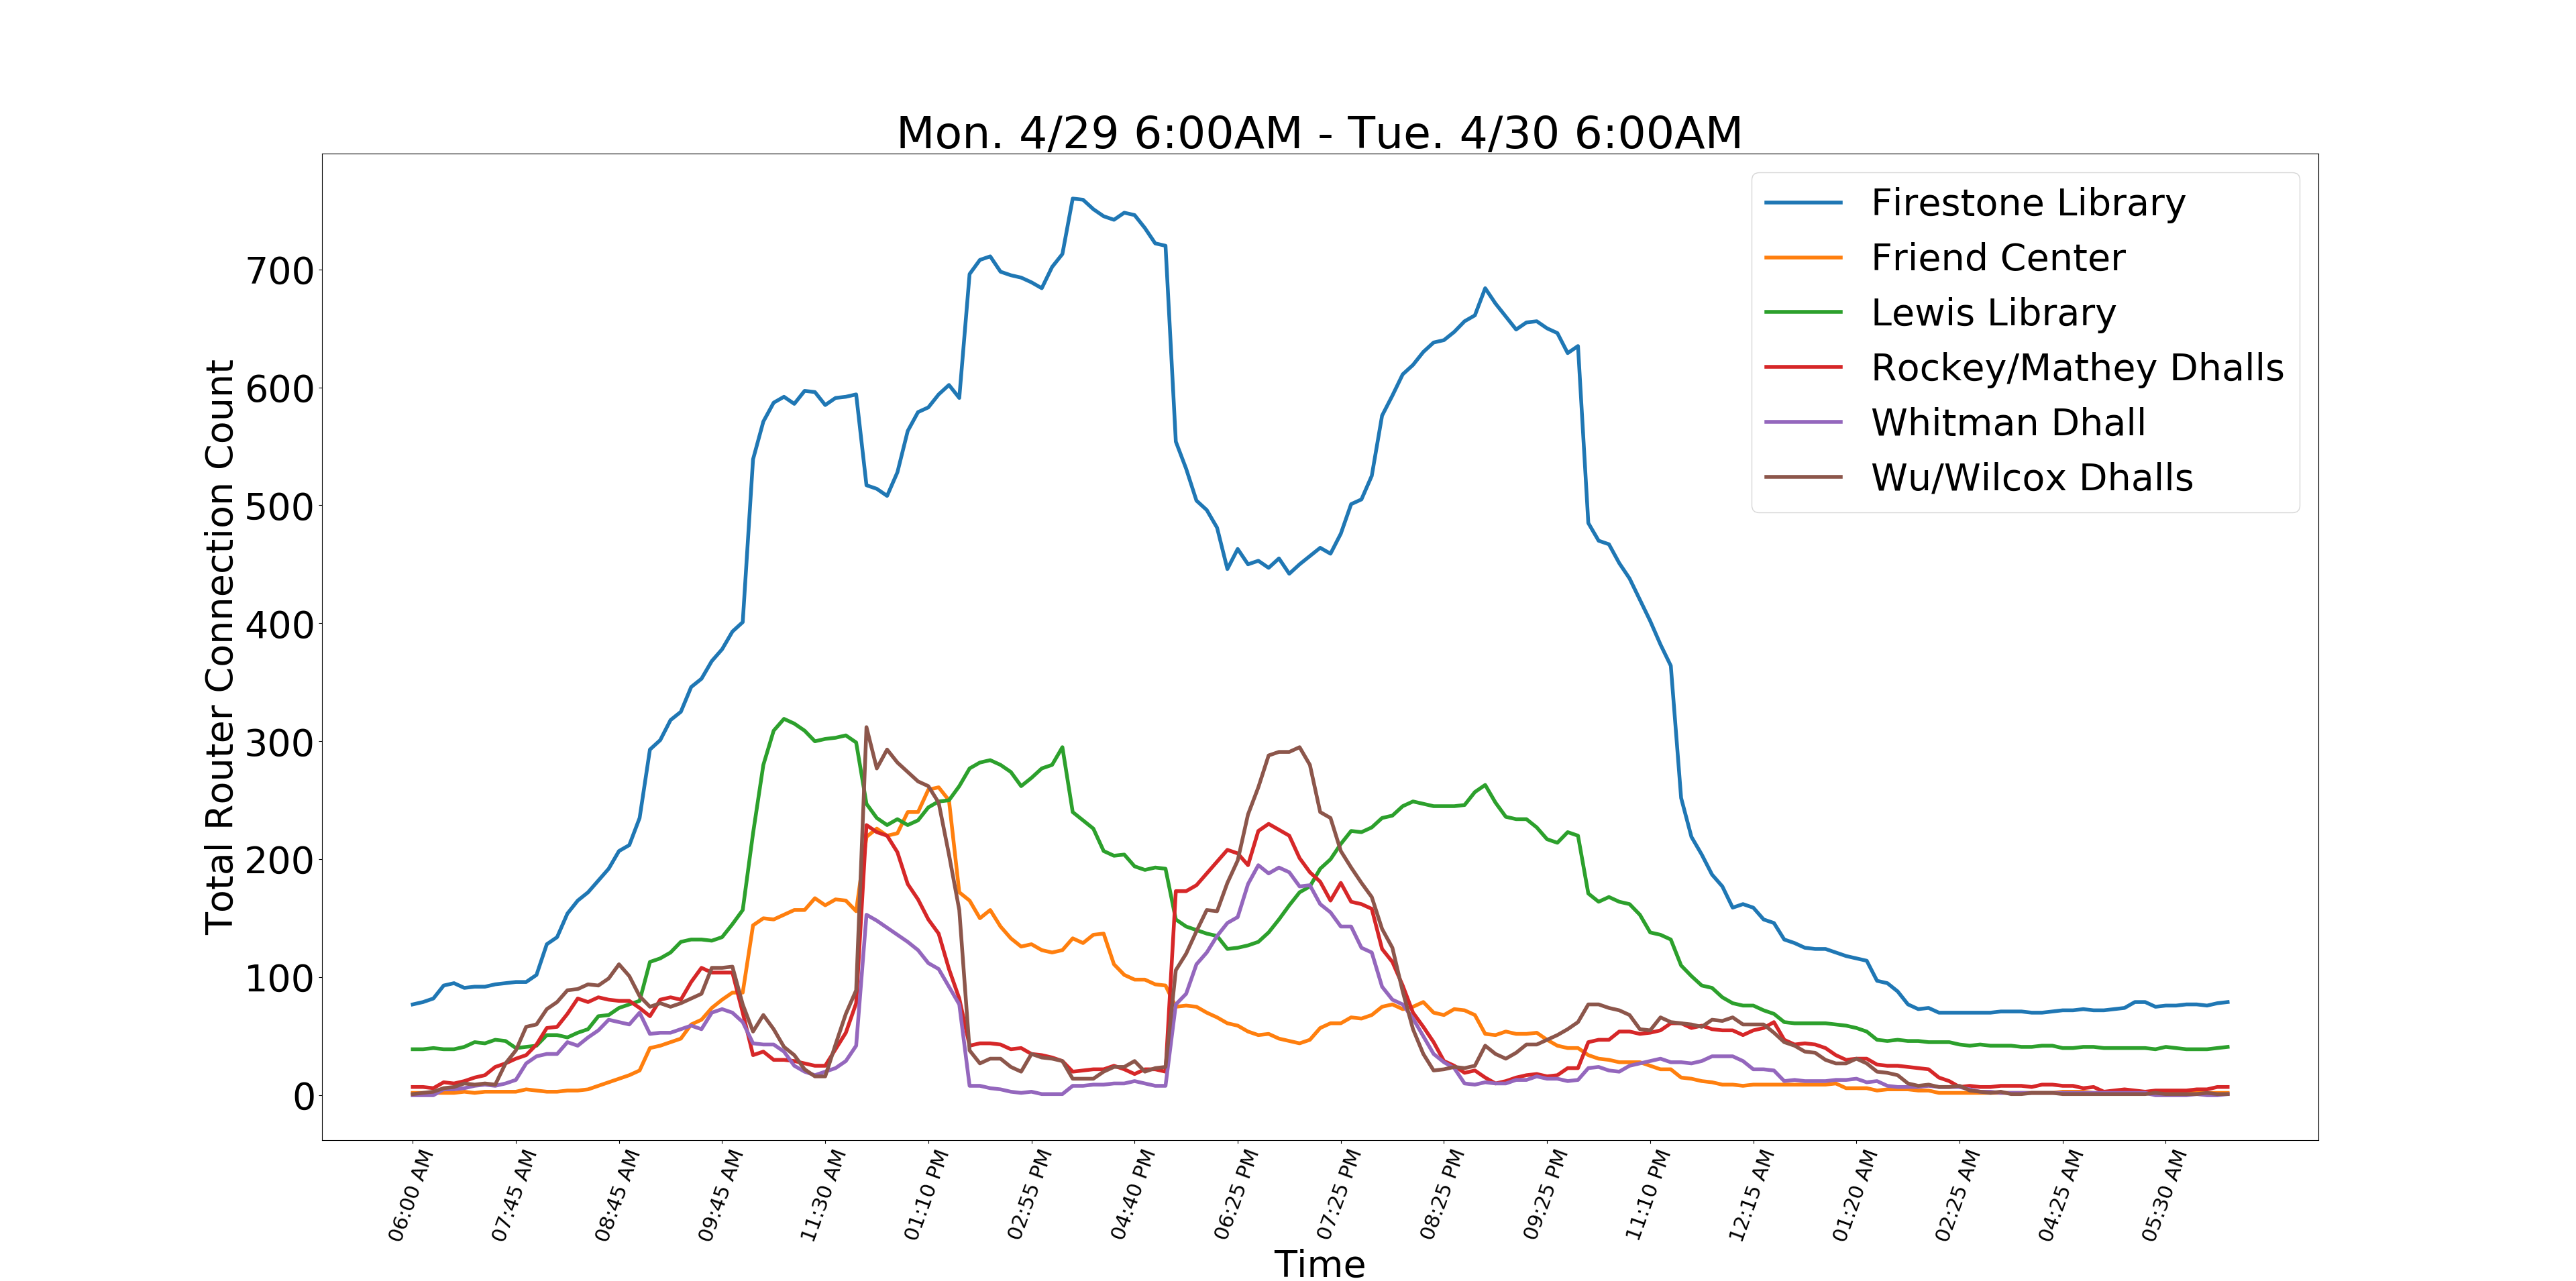 Mon. 4/29 6:00AM - Tue. 4/30 6:00AM
Firestone Library
Friend Center
Lewis Library
Rockey/Mathey Dhalls
Whitman Dhall
Wu/Wilcox Dhalls
Total Router Connection Count
700
600
500
400
300
200
100
0
06:00 AM
07:45 AM
08:45 AM
09:45 AM
11:30 AM
01:10 PM
02:55 PM
04:40 PM
06:25 PM
07:25 PM
08:25 PM
09:25 PM
11:10 PM
12:15 AM
01:20 AM
02:25 AM
04:25 AM
05:30 AM
Time